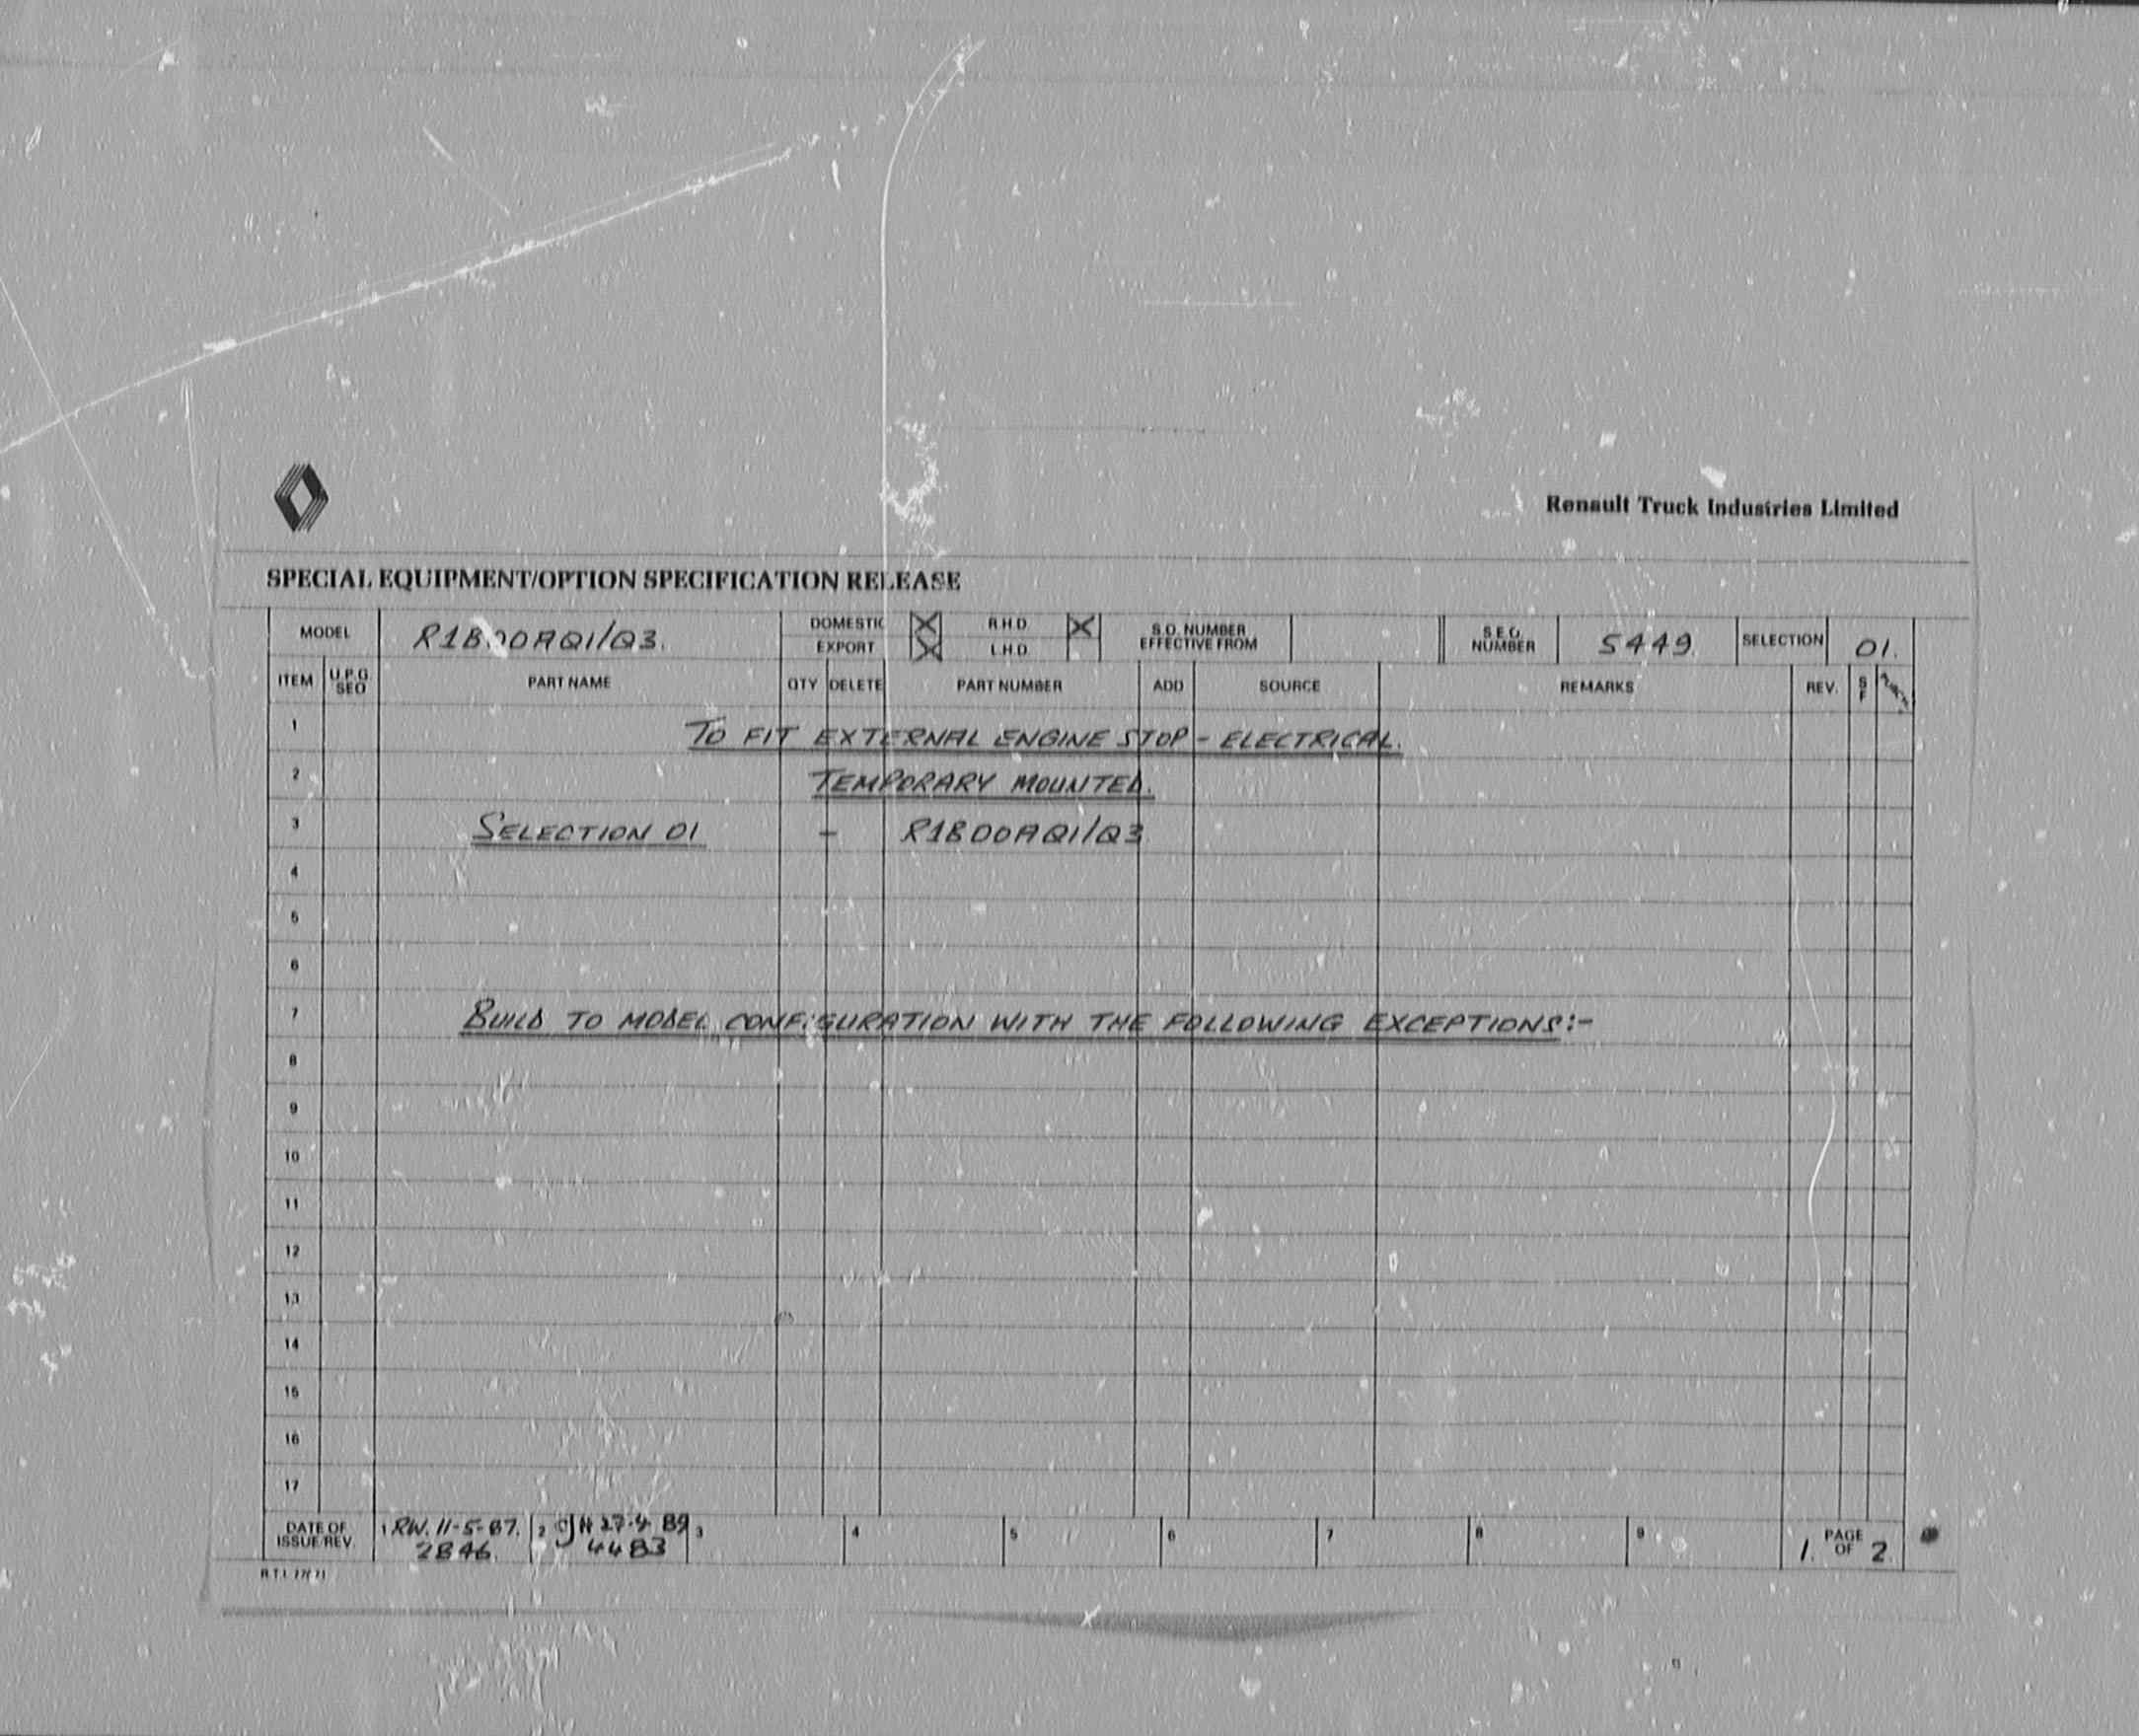 Renault Truck Industries Limited
SPECIAL EQUIPMENT/OPTION SPECIFICATION RELEASE
MODEL R1B00AQ1/Q3. DOMESTIC X R.H.D. X S.O. NUMBER EFFECTIVE FROM S.E.O. NUMBER 5449. SELECTION 01.
EXPORT X L.H.D.
ITEM U.P.G. SEO PART NAME QTY DELETE PART NUMBER ADD SOURCE REMARKS REV. S F
1 TO FIT EXTERNAL ENGINE STOP - ELECTRICAL.
2 TEMPORARY MOUNTED.
3 SELECTION 01 - R1B00AQ1/Q3
4
5
6
7 BUILD TO MODEL CONFIGURATION WITH THE FOLLOWING EXCEPTIONS:-
8
9
10
11
12
13
14
15
16
17
DATE OF ISSUE/REV. 1 RW. 11-5-87. 2 27.4.89 3 4 5 6 7 8 9 1. PAGE OF 2.
2846. 4483
R.T.I.